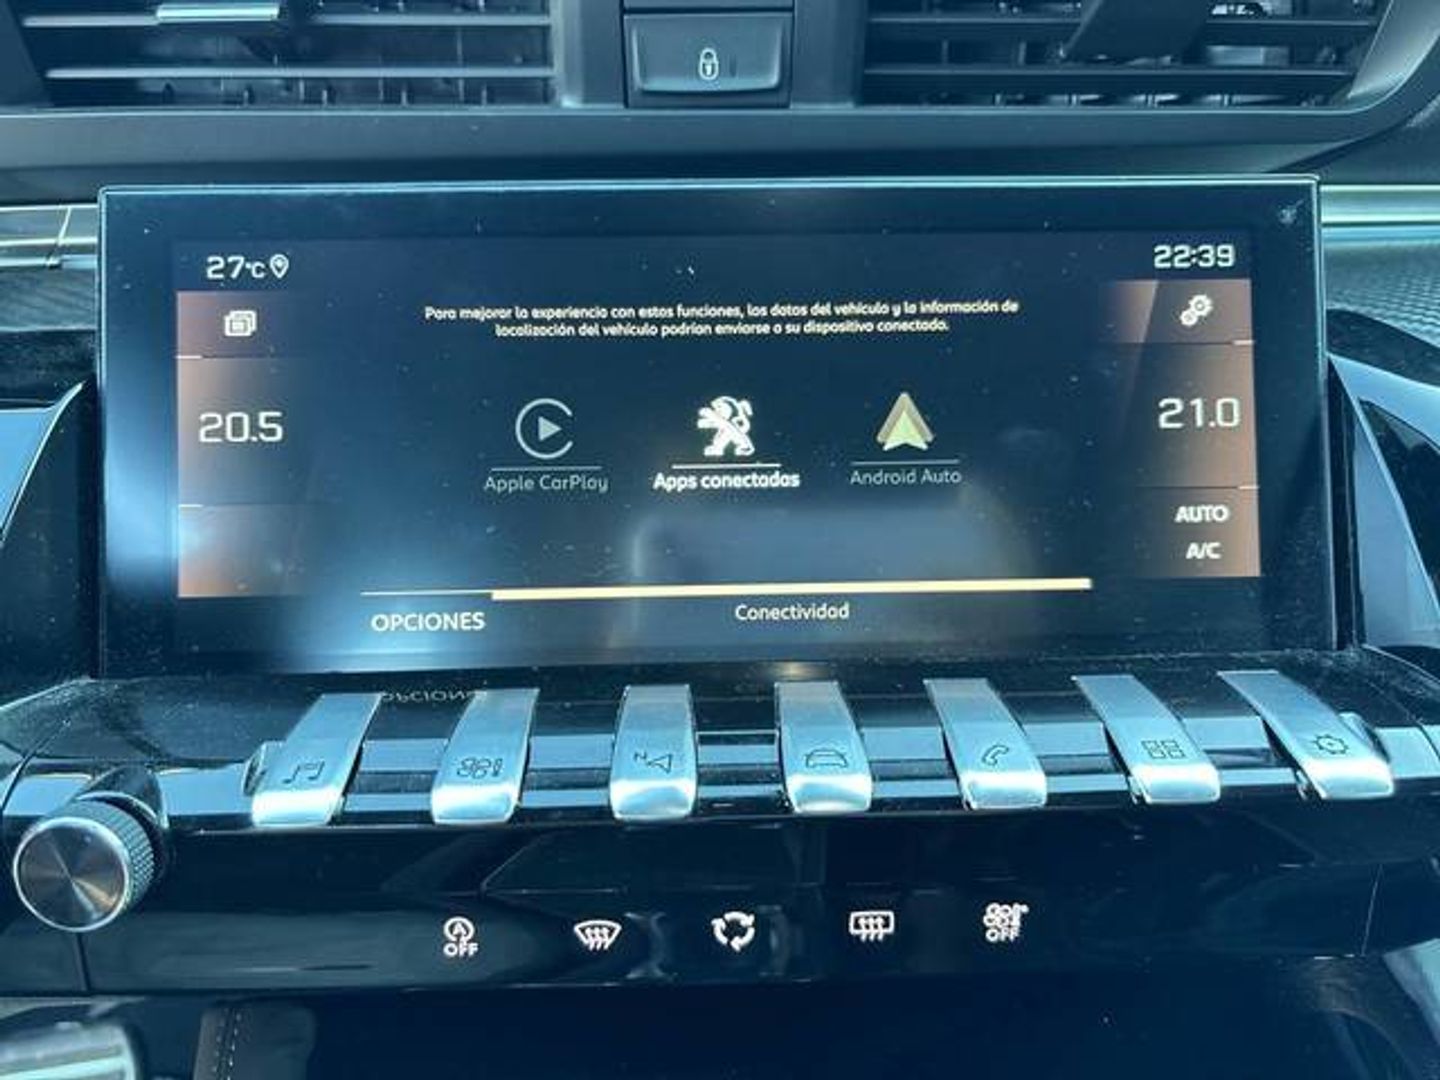 27°C
22:39
Para mejorar la experiencia con estas funciones, los datos del vehículo y la información de
localización del vehículo podrían enviarse a su dispositivo conectado.
20.5
21.0
Apple CarPlay
Apps conectadas
Android Auto
AUTO
A/C
OPCIONES
Conectividad
N
A
OFF
OFF